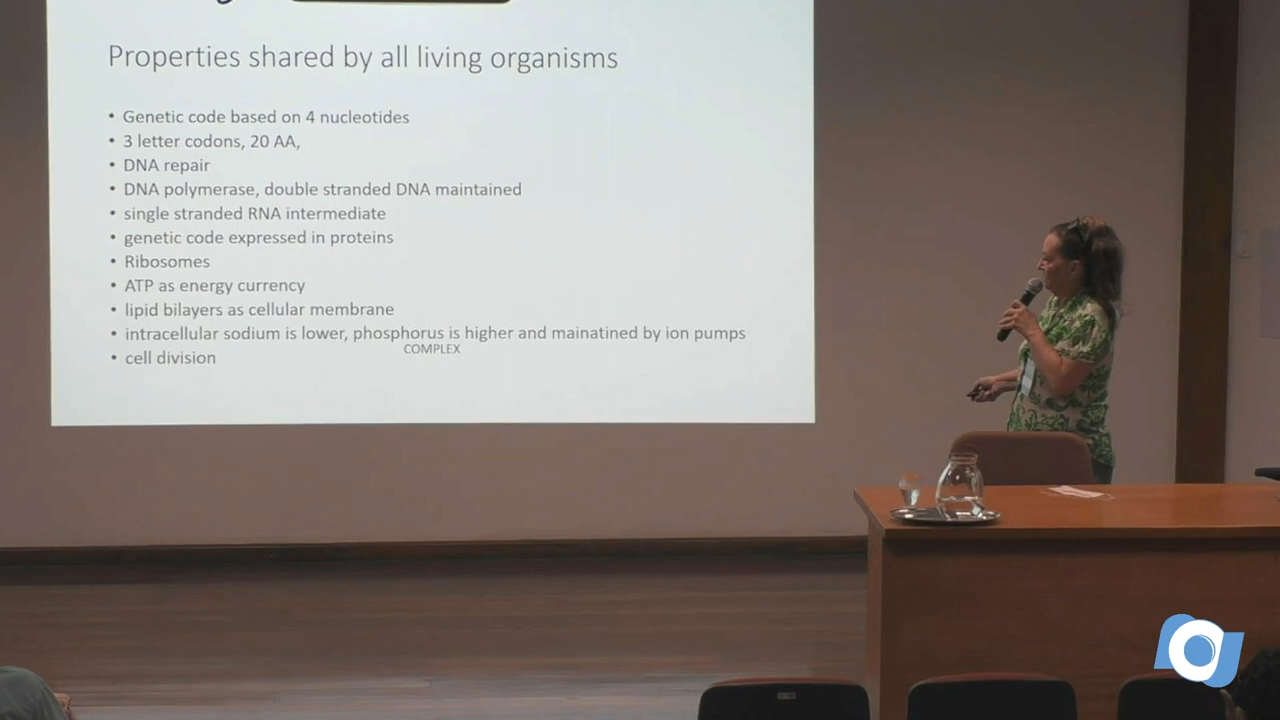 Properties shared by all living organisms
• Genetic code based on 4 nucleotides
• 3 letter codons, 20 AA,
• DNA repair
• DNA polymerase, double stranded DNA maintained
• single stranded RNA intermediate
• genetic code expressed in proteins
• Ribosomes
• ATP as energy currency
• lipid bilayers as cellular membrane
• intracellular sodium is lower, phosphorus is higher and mainatined by ion pumps
COMPLEX
• cell division